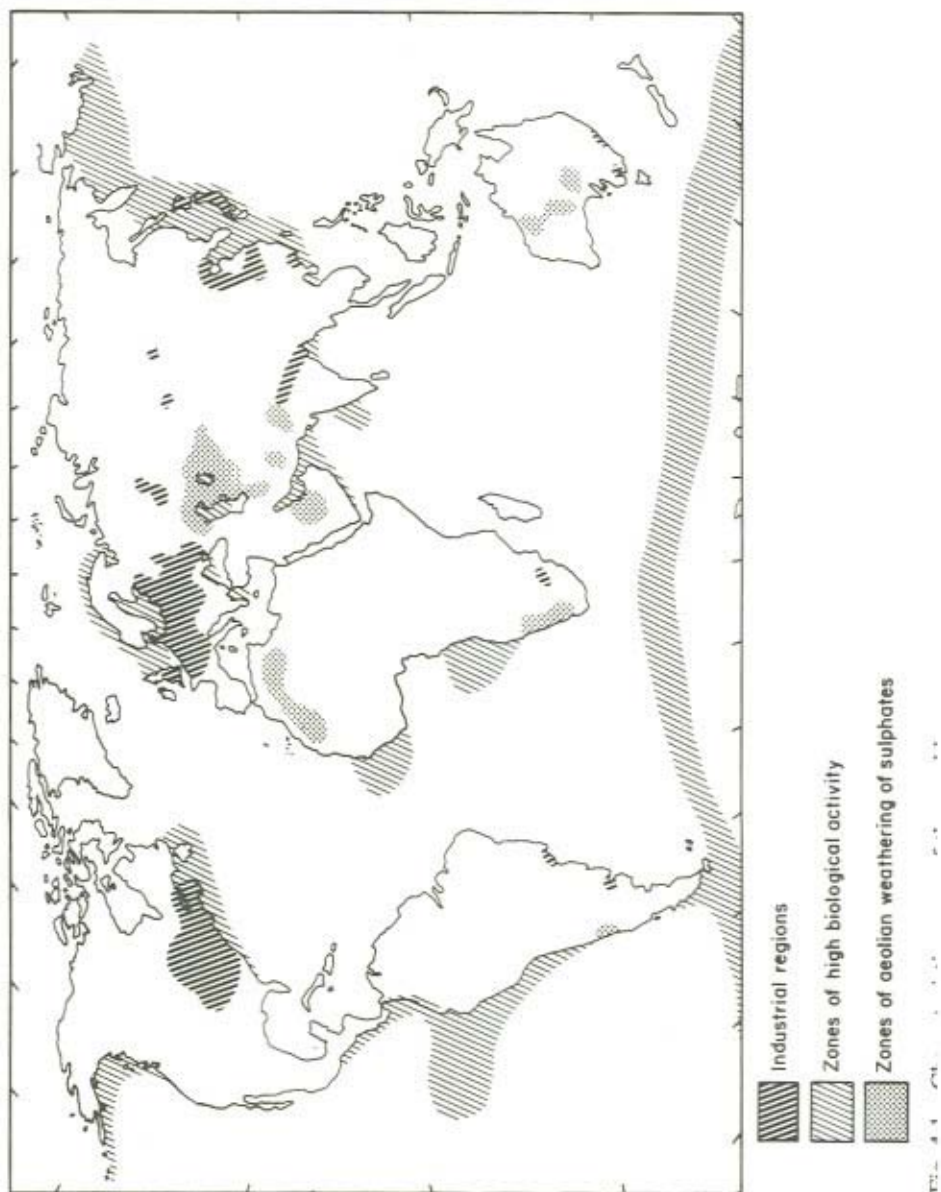 Industrial regions
Zones of high biological activity
Zones of aeolian weathering of sulphates